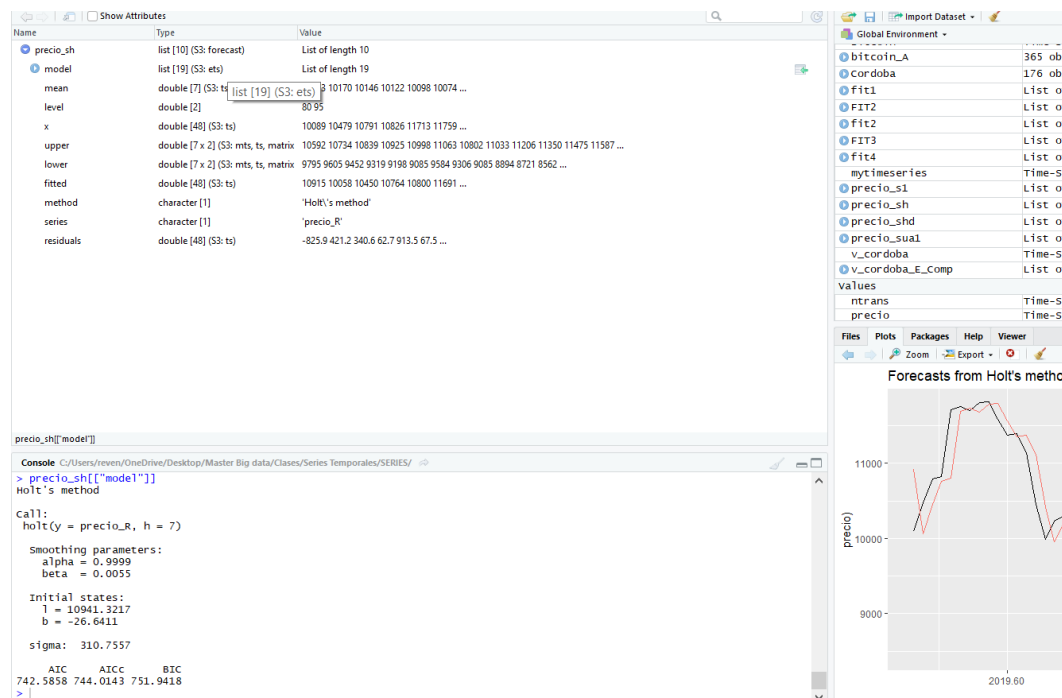 Show Attributes
Name Type Value
precio_sh list [10] (S3: forecast) List of length 10
model list [19] (S3: ets) List of length 19
mean double [7] (S3: ts 10170 10146 10122 10098 10074 ...
list [19] (S3: ets)
level double [2] 80 95
x double [48] (S3: ts) 10089 10479 10791 10826 11713 11759 ...
upper double [7 x 2] (S3: mts, ts, matrix 10592 10734 10839 10925 10998 11063 10802 11033 11206 11350 11475 11587 ...
lower double [7 x 2] (S3: mts, ts, matrix 9795 9605 9452 9319 9198 9085 9584 9306 9085 8894 8721 8562 ...
fitted double [48] (S3: ts) 10915 10058 10450 10764 10800 11691 ...
method character [1] 'Holt\'s method'
series character [1] 'precio_R'
residuals double [48] (S3: ts) -825.9 421.2 340.6 62.7 913.5 67.5 ...
precio_sh[["model"]]
Console C:/Users/reven/OneDrive/Desktop/Master Big data/Clases/Series Temporales/SERIES/
> precio_sh[["model"]]
Holt's method
Call:
holt(y = precio_R, h = 7)
Smoothing parameters:
alpha = 0.9999
beta = 0.0055
Initial states:
l = 10941.3217
b = -26.6411
sigma: 310.7557
AIC AICc BIC
742.5858 744.0143 751.9418
>
Import Dataset
Global Environment
bitcoin_A 365 ob
Cordoba 176 ob
fit1 List o
FIT2 List o
fit2 List o
FIT3 List o
fit4 List o
mytimeseries Time-S
precio_s1 List o
precio_sh List o
precio_shd List o
precio_sua1 List o
v_cordoba Time-S
v_cordoba_E_Comp List o
values
ntrans Time-S
precio Time-S
Files Plots Packages Help Viewer
Zoom Export
Forecasts from Holt's metho
11000
10000
9000
precio)
2019.60